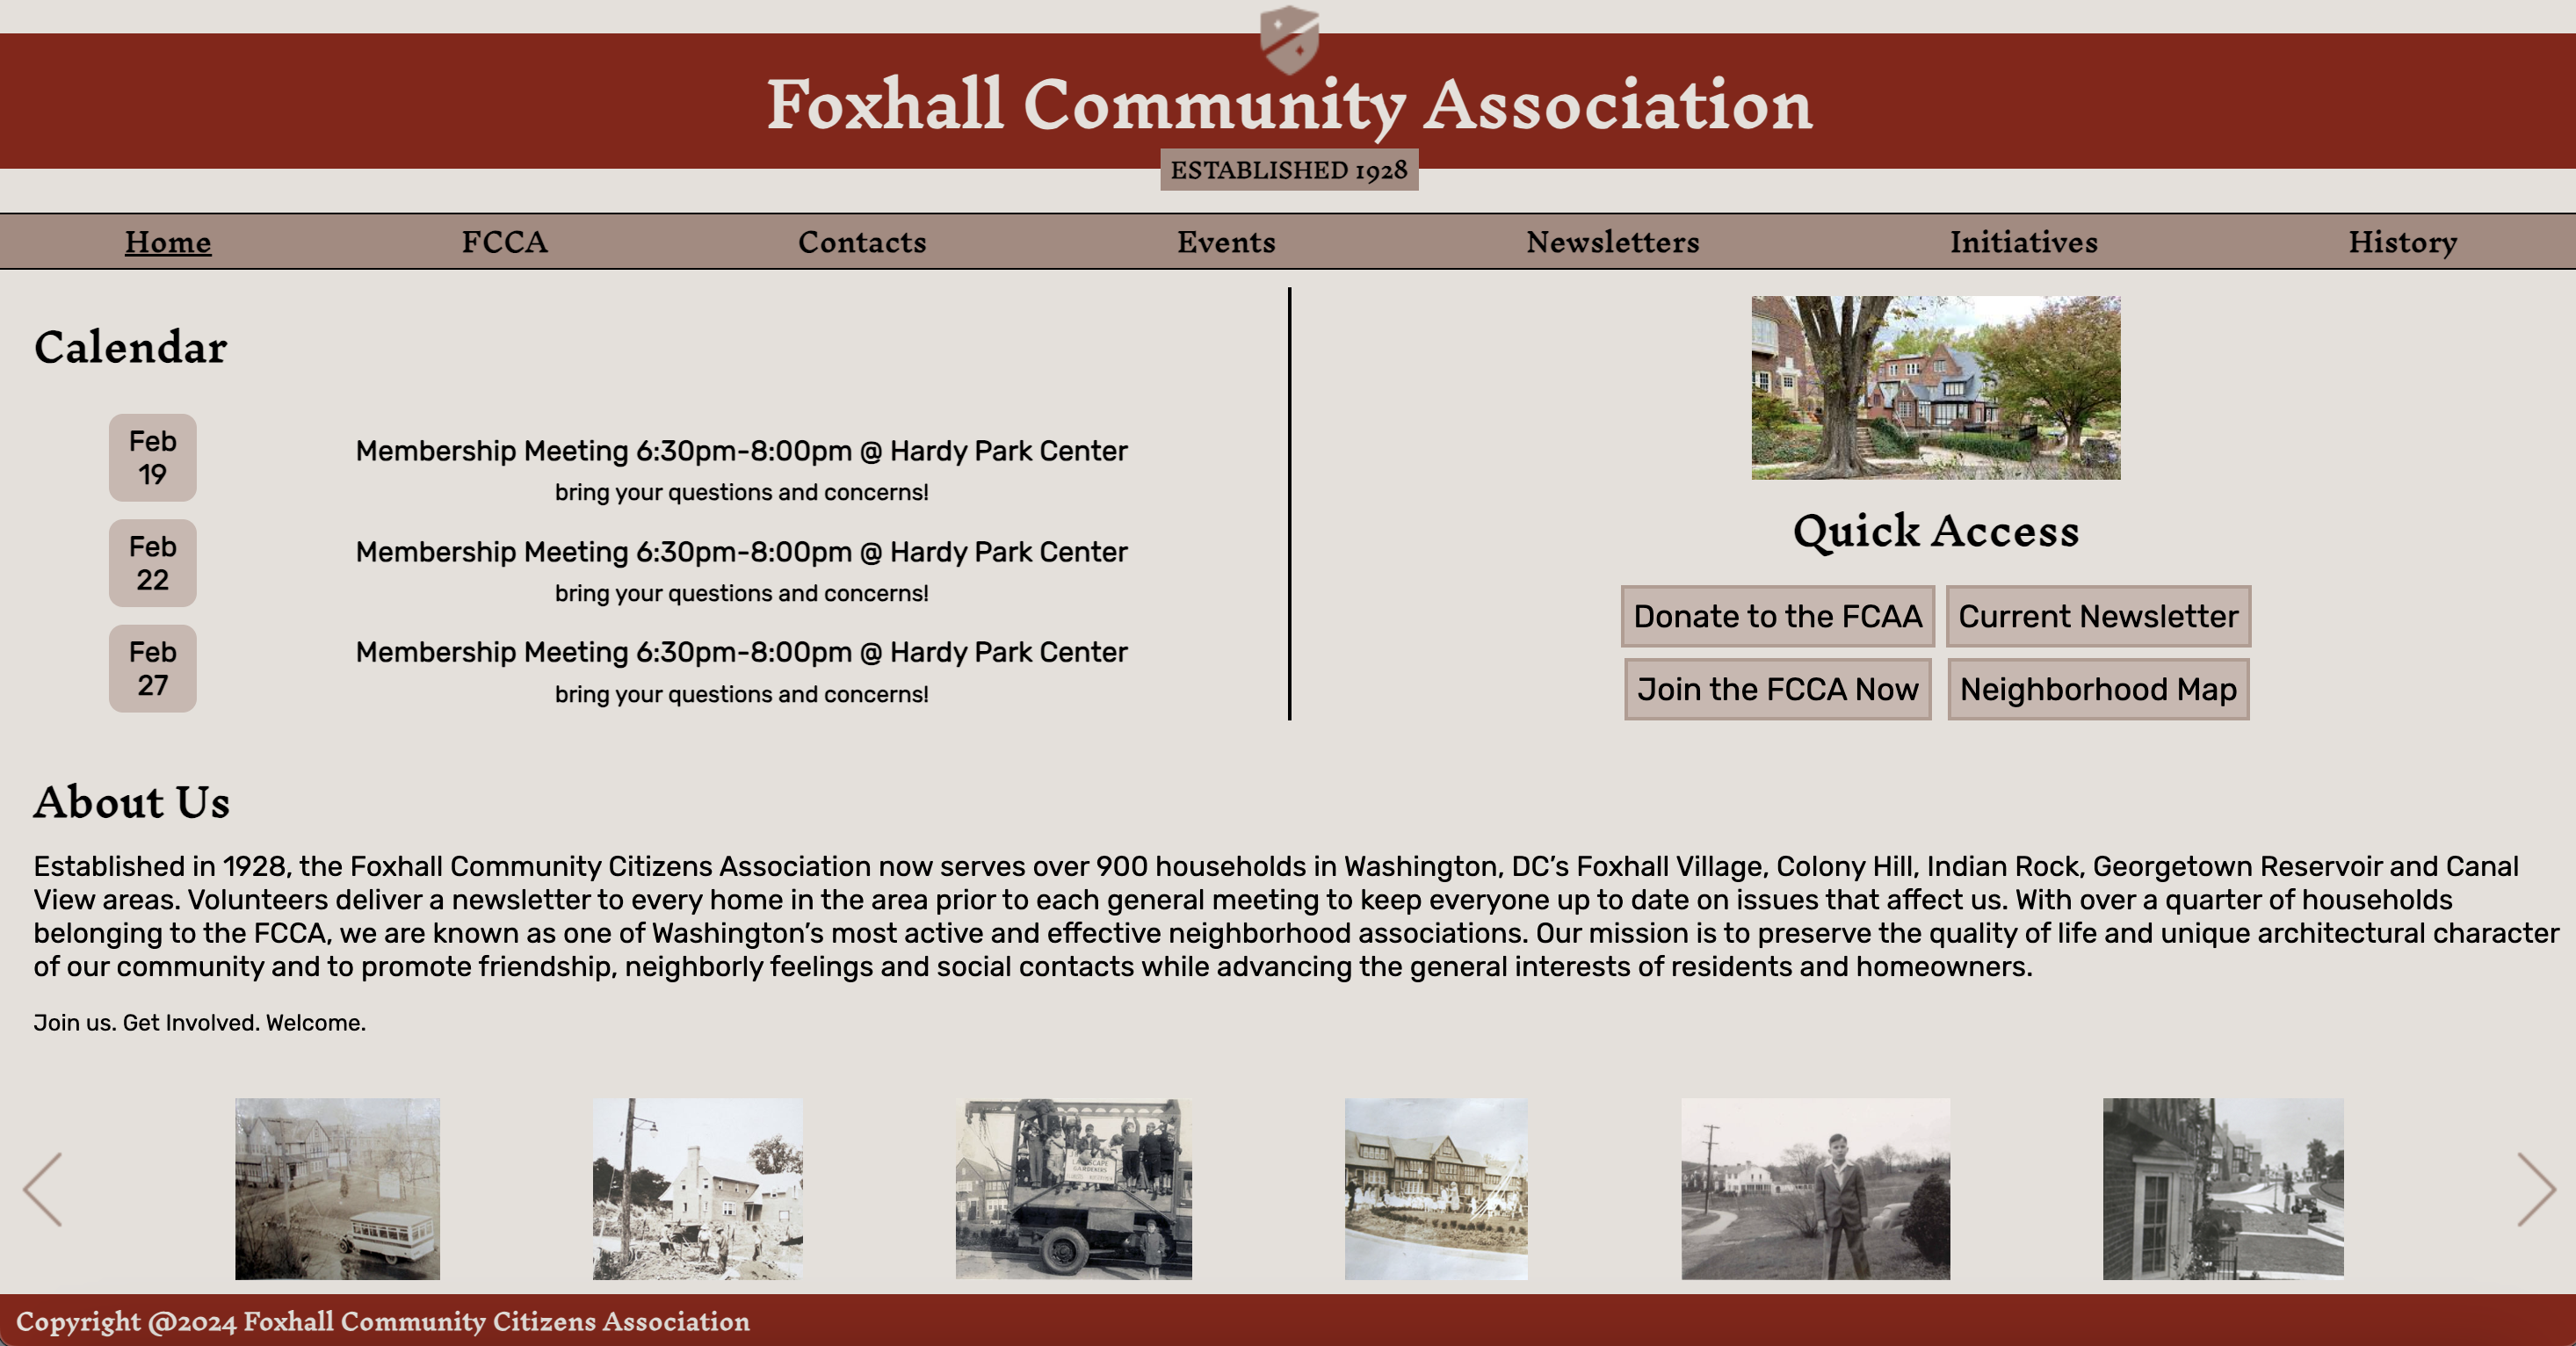 Foxhall Community Association
ESTABLISHED 1928
Home FCCA Contacts Events Newsletters Initiatives History
Calendar
Feb
19
Membership Meeting 6:30pm-8:00pm @ Hardy Park Center
bring your questions and concerns!
Feb
22
Membership Meeting 6:30pm-8:00pm @ Hardy Park Center
bring your questions and concerns!
Feb
27
Membership Meeting 6:30pm-8:00pm @ Hardy Park Center
bring your questions and concerns!
Quick Access
Donate to the FCAA
Current Newsletter
Join the FCCA Now
Neighborhood Map
About Us
Established in 1928, the Foxhall Community Citizens Association now serves over 900 households in Washington, DC’s Foxhall Village, Colony Hill, Indian Rock, Georgetown Reservoir and Canal
View areas. Volunteers deliver a newsletter to every home in the area prior to each general meeting to keep everyone up to date on issues that affect us. With over a quarter of households
belonging to the FCCA, we are known as one of Washington’s most active and effective neighborhood associations. Our mission is to preserve the quality of life and unique architectural character
of our community and to promote friendship, neighborly feelings and social contacts while advancing the general interests of residents and homeowners.
Join us. Get Involved. Welcome.
GARDENERS
Copyright @2024 Foxhall Community Citizens Association